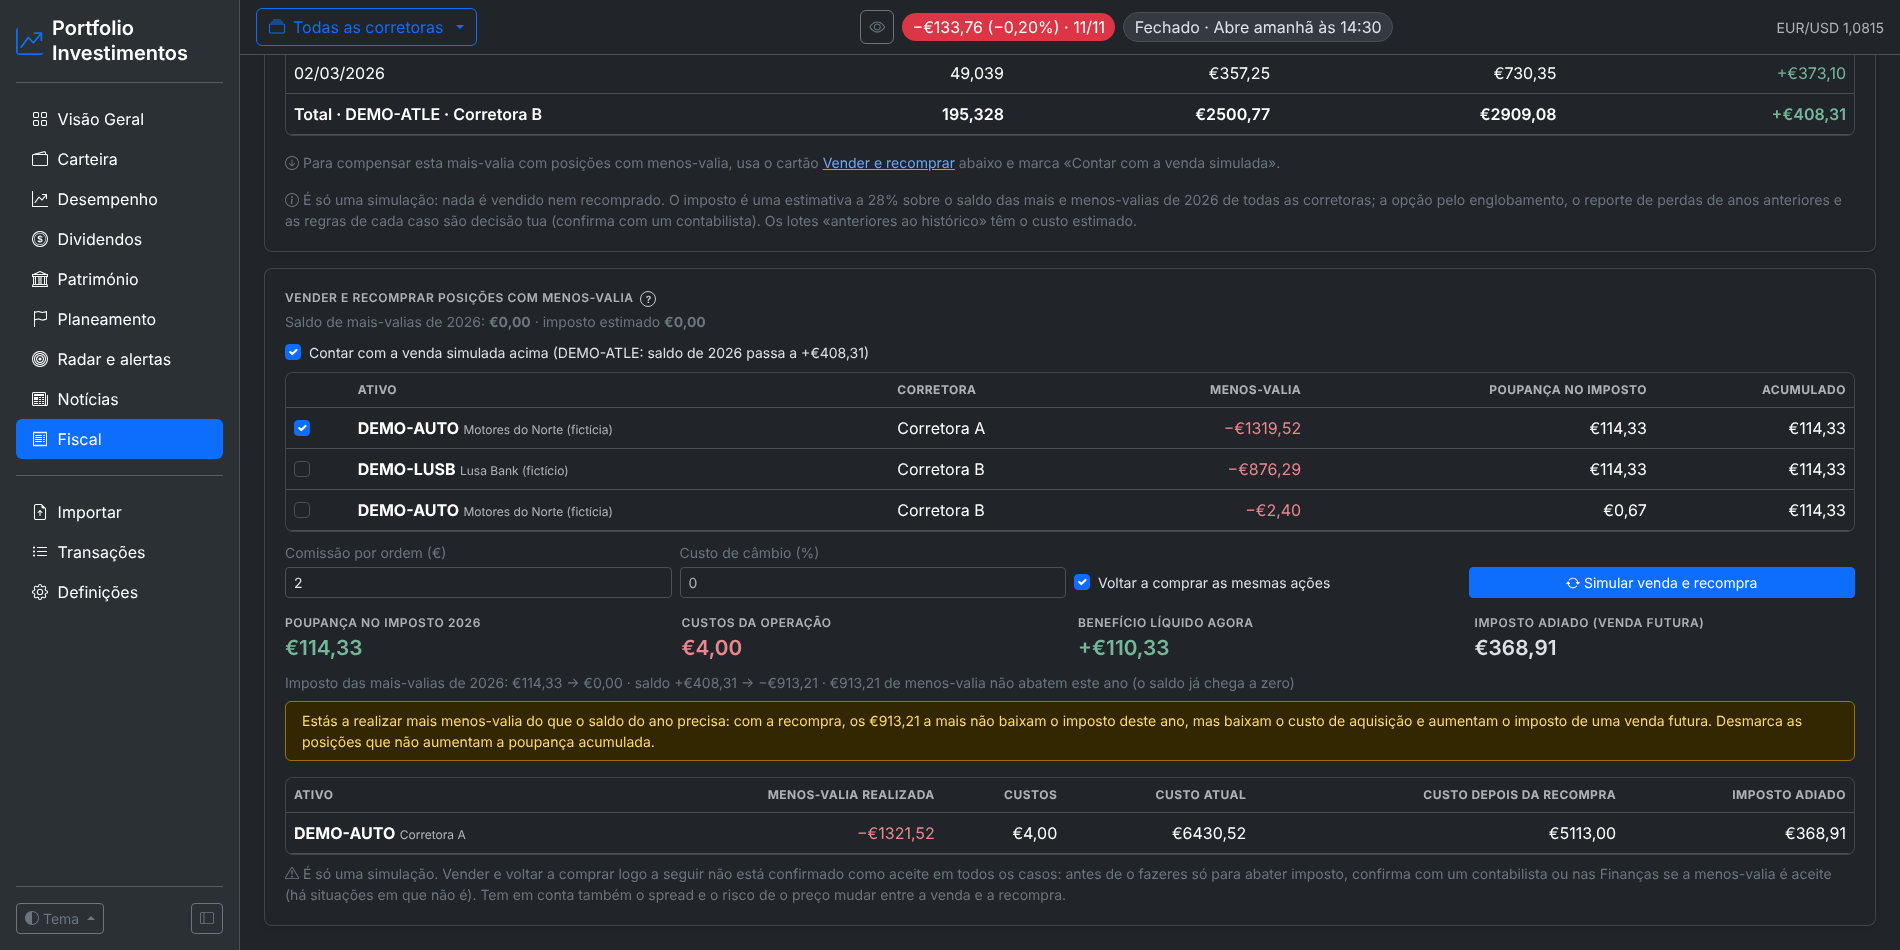 Portfolio
Investimentos
Visão Geral
Carteira
Desempenho
Dividendos
Património
Planeamento
Radar e alertas
Notícias
Fiscal
Importar
Transações
Definições
Tema
Todas as corretoras
−€133,76 (−0,20%) · 11/11
Fechado · Abre amanhã às 14:30
EUR/USD 1,0815
02/03/2026 49,039 €357,25 €730,35 +€373,10
Total · DEMO-ATLE · Corretora B 195,328 €2500,77 €2909,08 +€408,31
Para compensar esta mais-valia com posições com menos-valia, usa o cartão Vender e recomprar abaixo e marca «Contar com a venda simulada».
É só uma simulação: nada é vendido nem recomprado. O imposto é uma estimativa a 28% sobre o saldo das mais e menos-valias de 2026 de todas as corretoras; a opção pelo englobamento, o reporte de perdas de anos anteriores e
as regras de cada caso são decisão tua (confirma com um contabilista). Os lotes «anteriores ao histórico» têm o custo estimado.
VENDER E RECOMPRAR POSIÇÕES COM MENOS-VALIA ?
Saldo de mais-valias de 2026: €0,00 · imposto estimado €0,00
Contar com a venda simulada acima (DEMO-ATLE: saldo de 2026 passa a +€408,31)
ATIVO CORRETORA MENOS-VALIA POUPANÇA NO IMPOSTO ACUMULADO
DEMO-AUTO Motores do Norte (fictícia) Corretora A −€1319,52 €114,33 €114,33
DEMO-LUSB Lusa Bank (fictício) Corretora B −€876,29 €114,33 €114,33
DEMO-AUTO Motores do Norte (fictícia) Corretora B −€2,40 €0,67 €114,33
Comissão por ordem (€) Custo de câmbio (%)
2 0 Voltar a comprar as mesmas ações Simular venda e recompra
POUPANÇA NO IMPOSTO 2026 CUSTOS DA OPERAÇÃO BENEFÍCIO LÍQUIDO AGORA IMPOSTO ADIADO (VENDA FUTURA)
€114,33 €4,00 +€110,33 €368,91
Imposto das mais-valias de 2026: €114,33 → €0,00 · saldo +€408,31 → −€913,21 · €913,21 de menos-valia não abatem este ano (o saldo já chega a zero)
Estás a realizar mais menos-valia do que o saldo do ano precisa: com a recompra, os €913,21 a mais não baixam o imposto deste ano, mas baixam o custo de aquisição e aumentam o imposto de uma venda futura. Desmarca as
posições que não aumentam a poupança acumulada.
ATIVO MENOS-VALIA REALIZADA CUSTOS CUSTO ATUAL CUSTO DEPOIS DA RECOMPRA IMPOSTO ADIADO
DEMO-AUTO Corretora A −€1321,52 €4,00 €6430,52 €5113,00 €368,91
É só uma simulação. Vender e voltar a comprar logo a seguir não está confirmado como aceite em todos os casos: antes de o fazeres só para abater imposto, confirma com um contabilista ou nas Finanças se a menos-valia é aceite
(há situações em que não é). Tem em conta também o spread e o risco de o preço mudar entre a venda e a recompra.